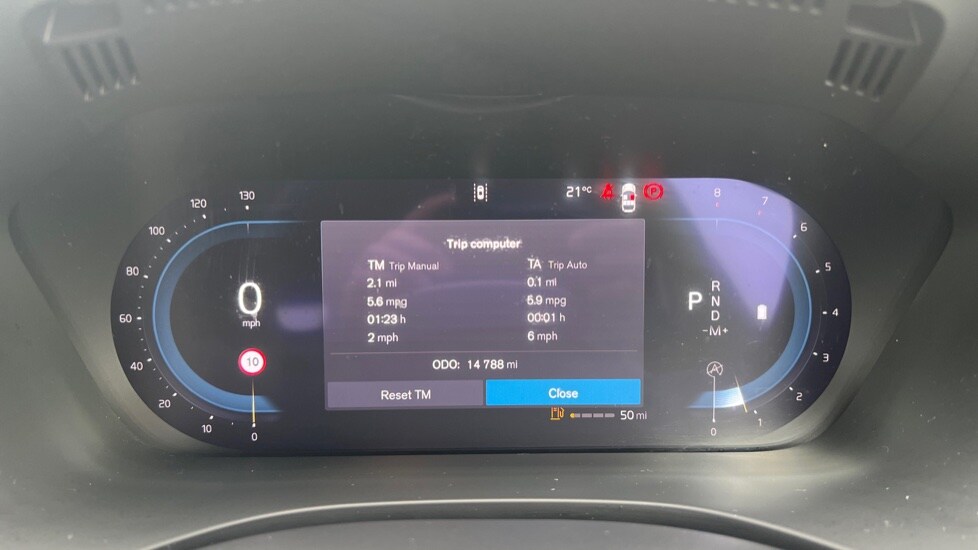 130
120
100
80
60
40
20
10
0
0
mph
10
21°C
P
Trip computer
TM Trip Manual
2.1 mi
5.6 mpg
01:23 h
2 mph
TA Trip Auto
0.1 mi
5.9 mpg
00:01 h
6 mph
ODO: 14 788 mi
Reset TM
Close
50 mi
P
R
N
D
-M+
A
8
7
6
5
4
3
2
1
0